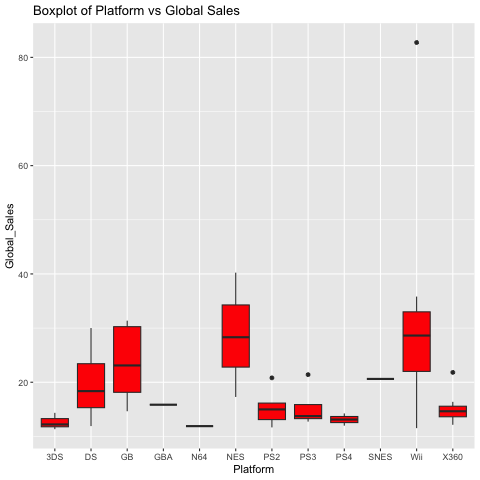 Boxplot of Platform vs Global Sales
Global_Sales
80
60
40
20
3DS DS GB GBA N64 NES PS2 PS3 PS4 SNES Wii X360
Platform